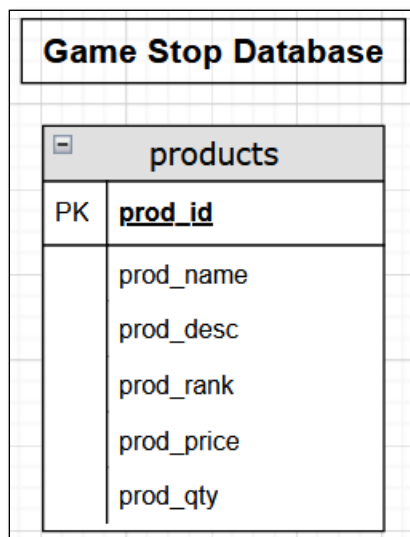 Game Stop Database
products
PK prod_id
prod_name
prod_desc
prod_rank
prod_price
prod_qty